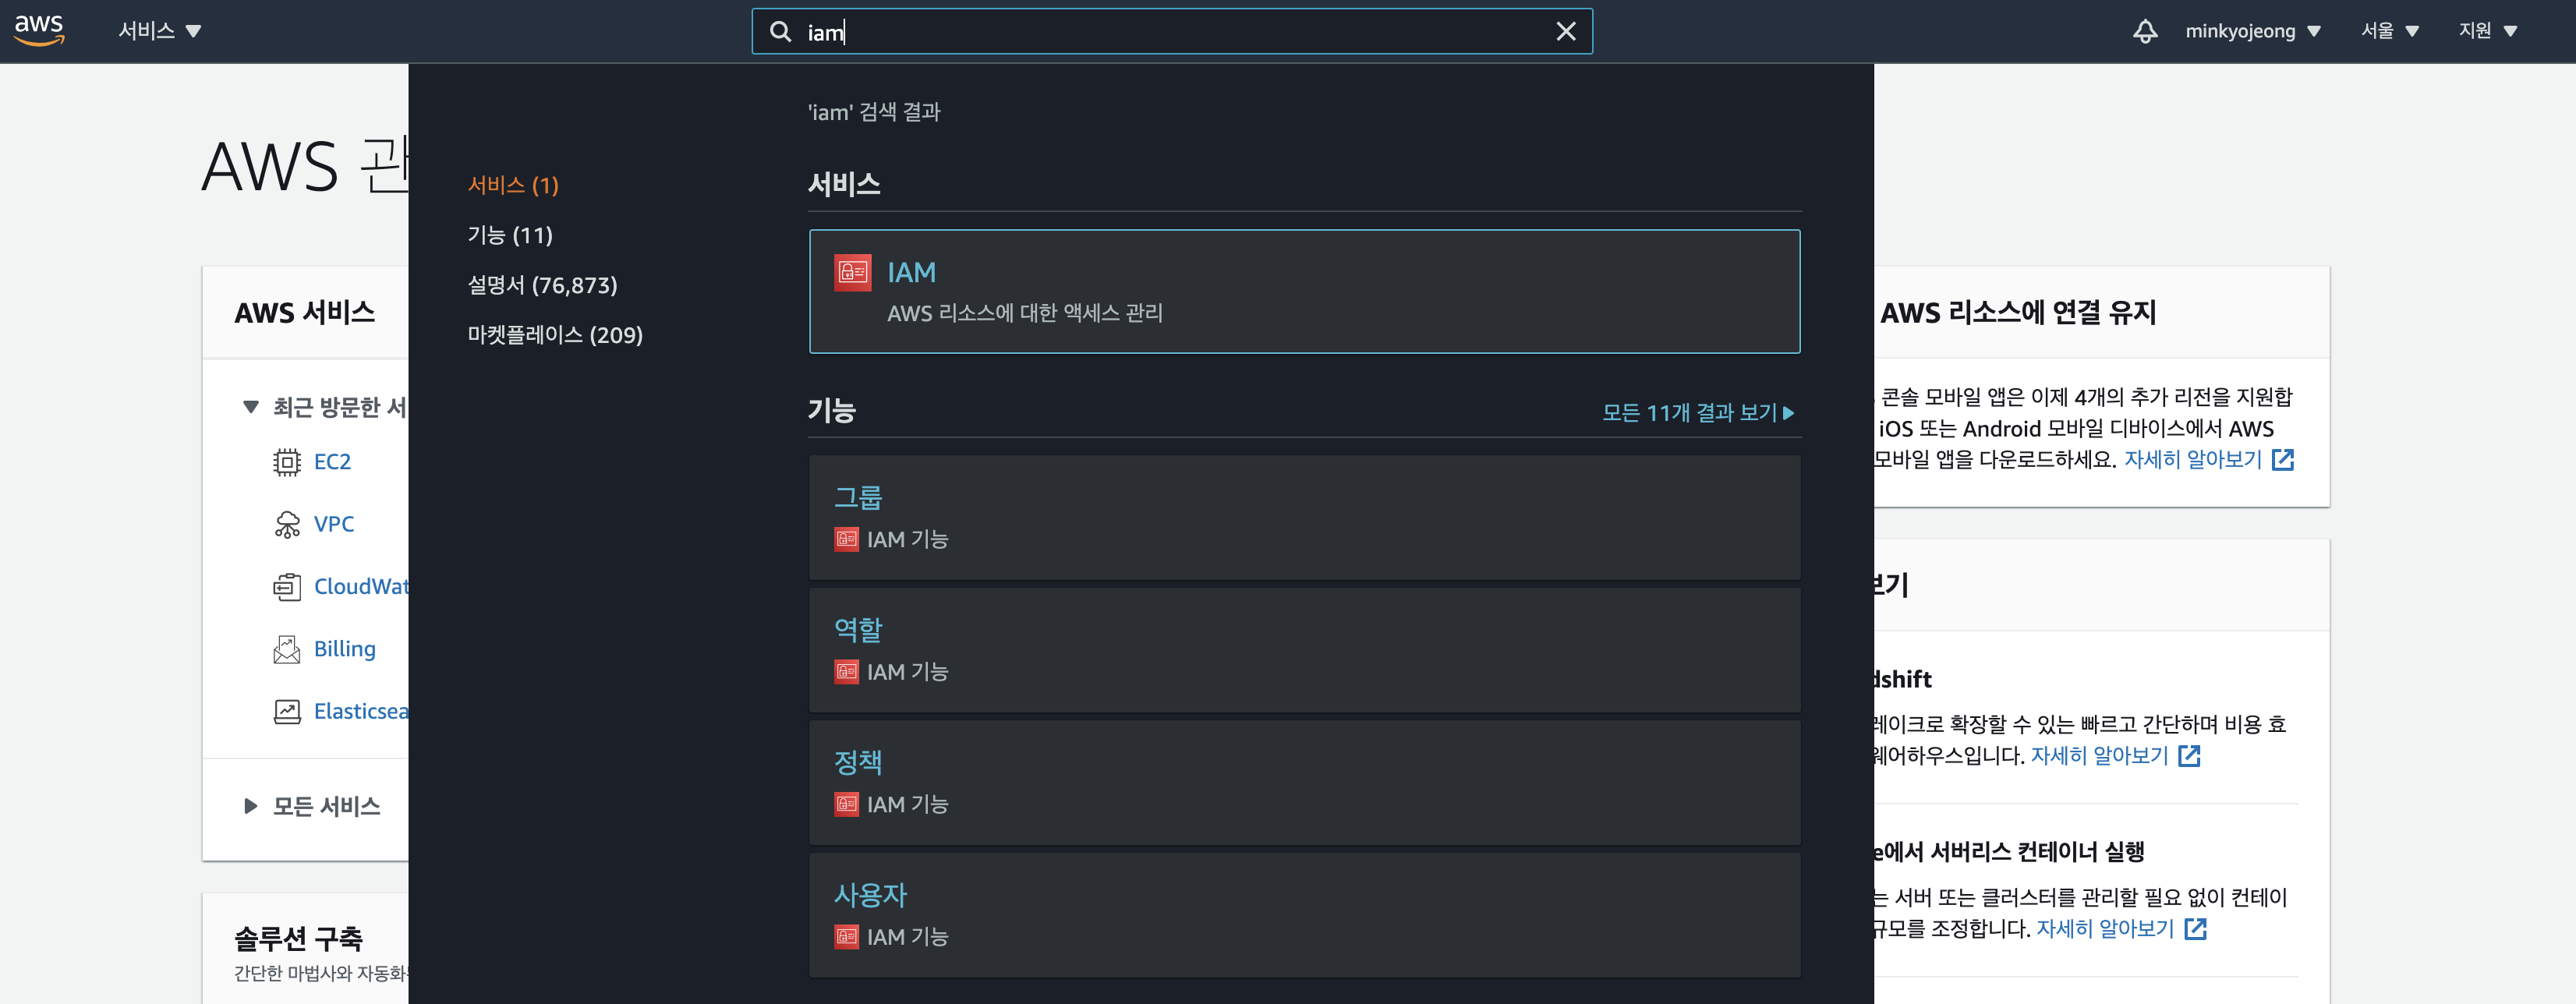 aws
서비스
iam
minkyojeong
서울
지원
AWS 관
'iam' 검색 결과
서비스 (1)
기능 (11)
설명서 (76,873)
마켓플레이스 (209)
서비스
IAM
AWS 리소스에 대한 액세스 관리
기능
모든 11개 결과 보기
그룹
IAM 기능
역할
IAM 기능
정책
IAM 기능
사용자
IAM 기능
AWS 서비스
최근 방문한 서
EC2
VPC
CloudWat
Billing
Elasticsea
모든 서비스
솔루션 구축
간단한 마법사와 자동화
AWS 리소스에 연결 유지
콘솔 모바일 앱은 이제 4개의 추가 리전을 지원합
iOS 또는 Android 모바일 디바이스에서 AWS
모바일 앱을 다운로드하세요. 자세히 알아보기
보기
dshift
레이크로 확장할 수 있는 빠르고 간단하며 비용 효
웨어하우스입니다. 자세히 알아보기
e에서 서버리스 컨테이너 실행
는 서버 또는 클러스터를 관리할 필요 없이 컨테이
규모를 조정합니다. 자세히 알아보기